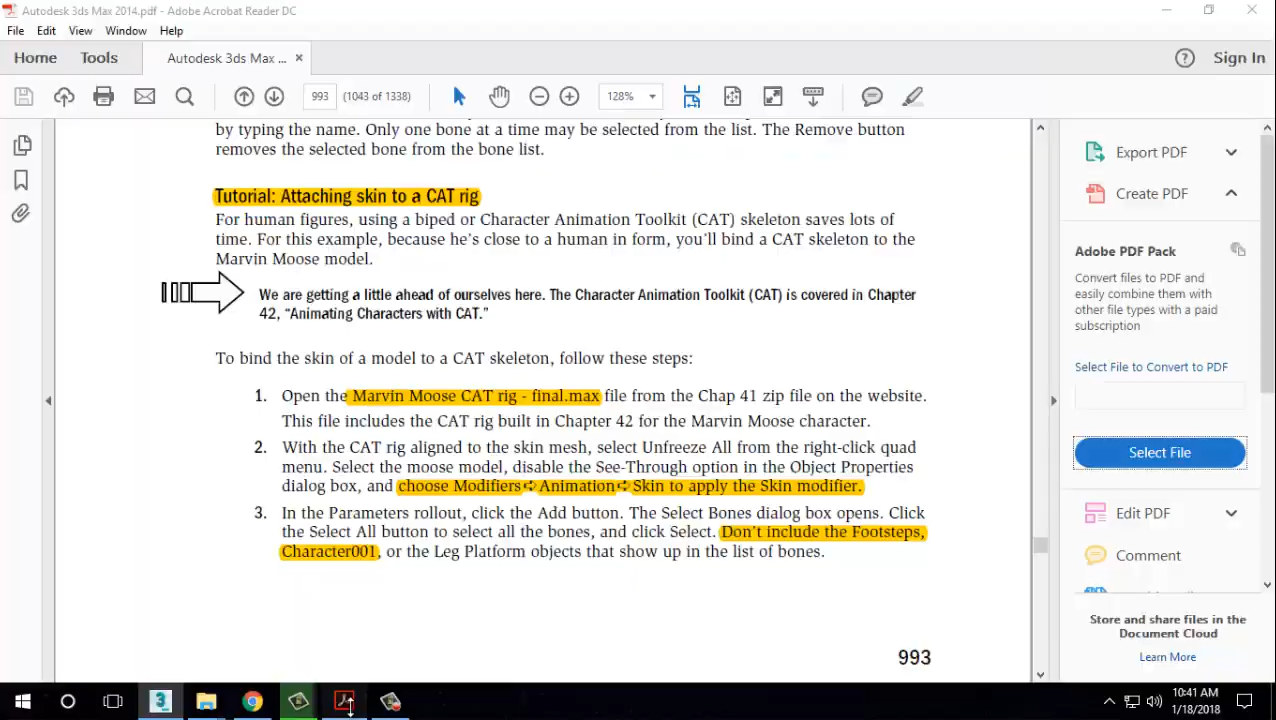 Autodesk 3ds Max 2014.pdf - Adobe Acrobat Reader DC
File Edit View Window Help
Home Tools Autodesk 3ds Max ... × Sign In
993 (1043 of 1338) 128%
by typing the name. Only one bone at a time may be selected from the list. The Remove button
removes the selected bone from the bone list.
Tutorial: Attaching skin to a CAT rig
For human figures, using a biped or Character Animation Toolkit (CAT) skeleton saves lots of
time. For this example, because he's close to a human in form, you'll bind a CAT skeleton to the
Marvin Moose model.
We are getting a little ahead of ourselves here. The Character Animation Toolkit (CAT) is covered in Chapter
42, “Animating Characters with CAT.”
To bind the skin of a model to a CAT skeleton, follow these steps:
1. Open the Marvin Moose CAT rig - final.max file from the Chap 41 zip file on the website.
This file includes the CAT rig built in Chapter 42 for the Marvin Moose character.
2. With the CAT rig aligned to the skin mesh, select Unfreeze All from the right-click quad
menu. Select the moose model, disable the See-Through option in the Object Properties
dialog box, and choose Modifiers➪Animation➪Skin to apply the Skin modifier.
3. In the Parameters rollout, click the Add button. The Select Bones dialog box opens. Click
the Select All button to select all the bones, and click Select. Don't include the Footsteps,
Character001, or the Leg Platform objects that show up in the list of bones.
993
Export PDF
Create PDF
Adobe PDF Pack
Convert files to PDF and
easily combine them with
other file types with a paid
subscription
Select File to Convert to PDF
Select File
Edit PDF
Comment
Store and share files in the
Document Cloud
Learn More
10:41 AM
1/18/2018